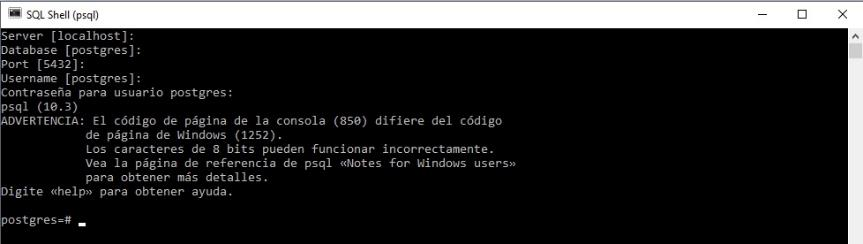 SQL Shell (psql)
Server [localhost]:
Database [postgres]:
Port [5432]:
Username [postgres]:
Contraseña para usuario postgres:
psql (10.3)
ADVERTENCIA: El código de página de la consola (850) difiere del código
de página de Windows (1252).
Los caracteres de 8 bits pueden funcionar incorrectamente.
Vea la página de referencia de psql «Notes for Windows users»
para obtener más detalles.
Digite «help» para obtener ayuda.
postgres=# _